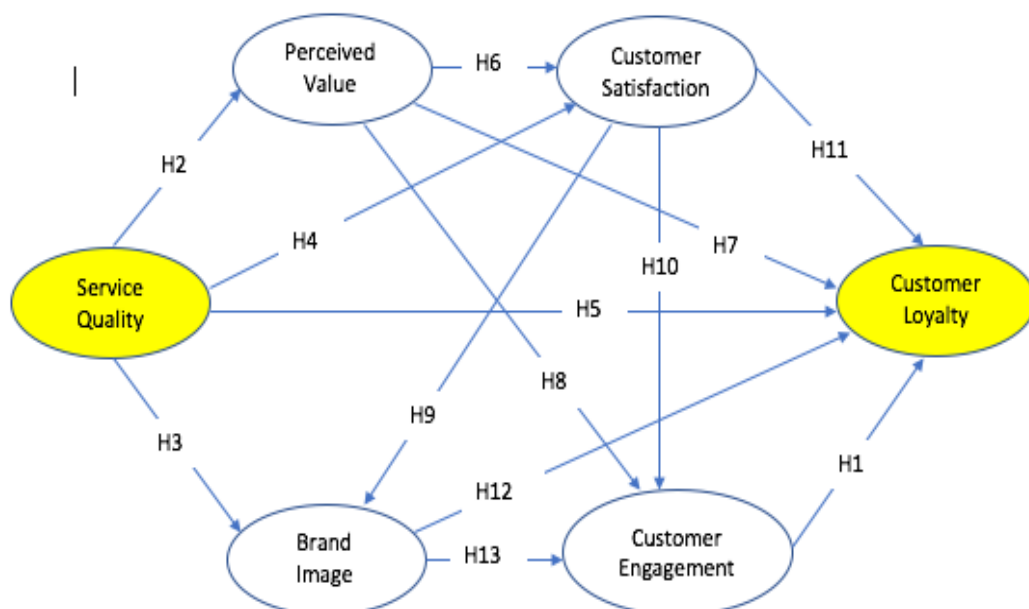 Perceived
Value
H6
Customer
Satisfaction
H2
H11
H4
H7
H10
Service
Quality
H5
Customer
Loyalty
H8
H9
H3
H1
H12
Brand
Image
H13
Customer
Engagement